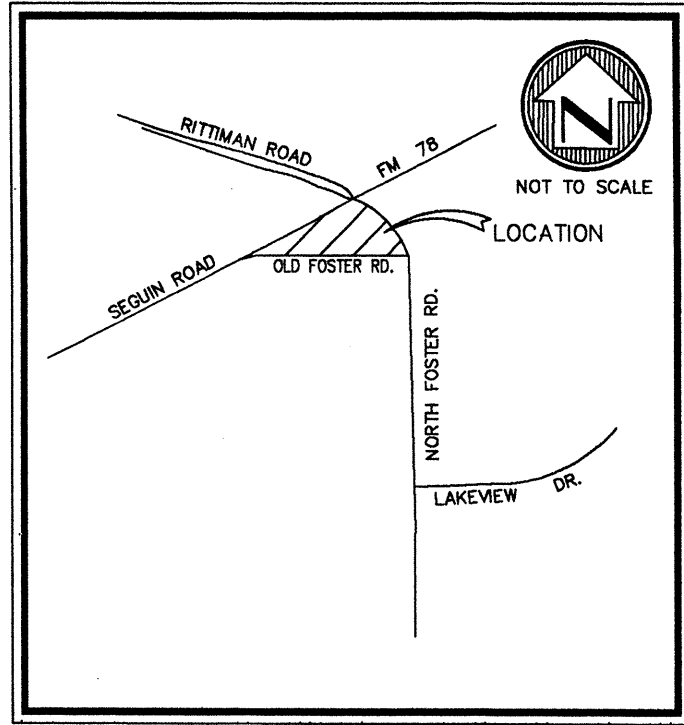 RITTIMAN ROAD
FM 78
N
NOT TO SCALE
LOCATION
SEGUIN ROAD
OLD FOSTER RD.
NORTH FOSTER RD.
LAKEVIEW DR.